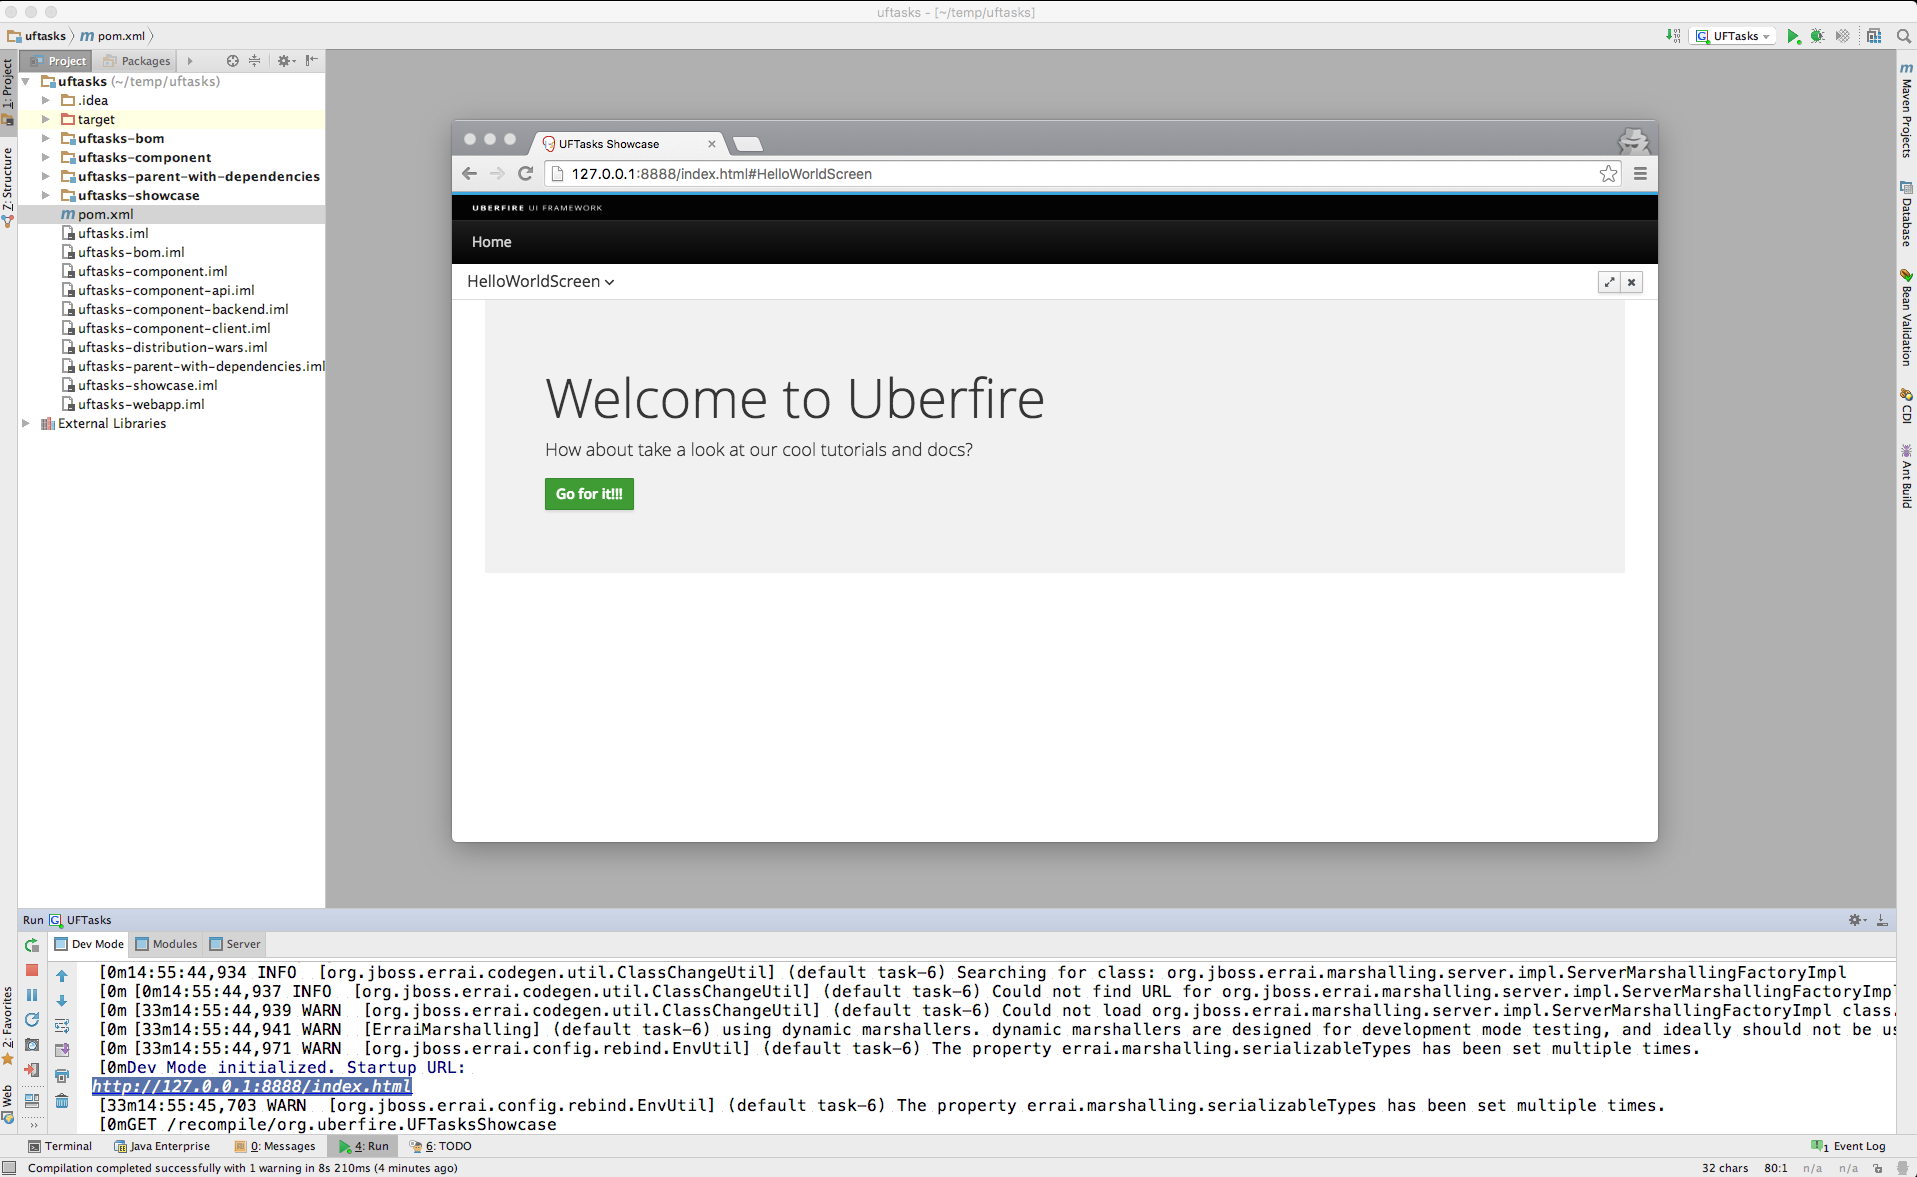 uftasks - [~/temp/uftasks]
uftasks pom.xml
UFTasks
Project Packages
1: Project
Z: Structure
uftasks (~/temp/uftasks)
.idea
target
uftasks-bom
uftasks-component
uftasks-parent-with-dependencies
uftasks-showcase
pom.xml
uftasks.iml
uftasks-bom.iml
uftasks-component.iml
uftasks-component-api.iml
uftasks-component-backend.iml
uftasks-component-client.iml
uftasks-distribution-wars.iml
uftasks-parent-with-dependencies.iml
uftasks-showcase.iml
uftasks-webapp.iml
External Libraries
UFTasks Showcase
127.0.0.1:8888/index.html#HelloWorldScreen
UBERFIRE UI FRAMEWORK
Home
HelloWorldScreen
Welcome to Uberfire
How about take a look at our cool tutorials and docs?
Go for it!!!
Maven Projects
Database
Bean Validation
CDI
Ant Build
Run UFTasks
Dev Mode Modules Server
2: Favorites
Web
[0m14:55:44,934 INFO  [org.jboss.errai.codegen.util.ClassChangeUtil] (default task-6) Searching for class: org.jboss.errai.marshalling.server.impl.ServerMarshallingFactoryImpl
[0m [0m14:55:44,937 INFO  [org.jboss.errai.codegen.util.ClassChangeUtil] (default task-6) Could not find URL for org.jboss.errai.marshalling.server.impl.ServerMarshallingFactoryImpl
[0m [33m14:55:44,939 WARN  [org.jboss.errai.codegen.util.ClassChangeUtil] (default task-6) Could not load org.jboss.errai.marshalling.server.impl.ServerMarshallingFactoryImpl class.
[0m [33m14:55:44,941 WARN  [ErraiMarshalling] (default task-6) using dynamic marshallers. dynamic marshallers are designed for development mode testing, and ideally should not be us
[0m [33m14:55:44,971 WARN  [org.jboss.errai.config.rebind.EnvUtil] (default task-6) The property errai.marshalling.serializableTypes has been set multiple times.
[0mDev Mode initialized. Startup URL:
http://127.0.0.1:8888/index.html
[33m14:55:45,703 WARN  [org.jboss.errai.config.rebind.EnvUtil] (default task-6) The property errai.marshalling.serializableTypes has been set multiple times.
[0mGET /recompile/org.uberfire.UFTasksShowcase
Terminal Java Enterprise 0: Messages 4: Run 6: TODO 1 Event Log
Compilation completed successfully with 1 warning in 8s 210ms (4 minutes ago) 32 chars 80:1 n/a n/a